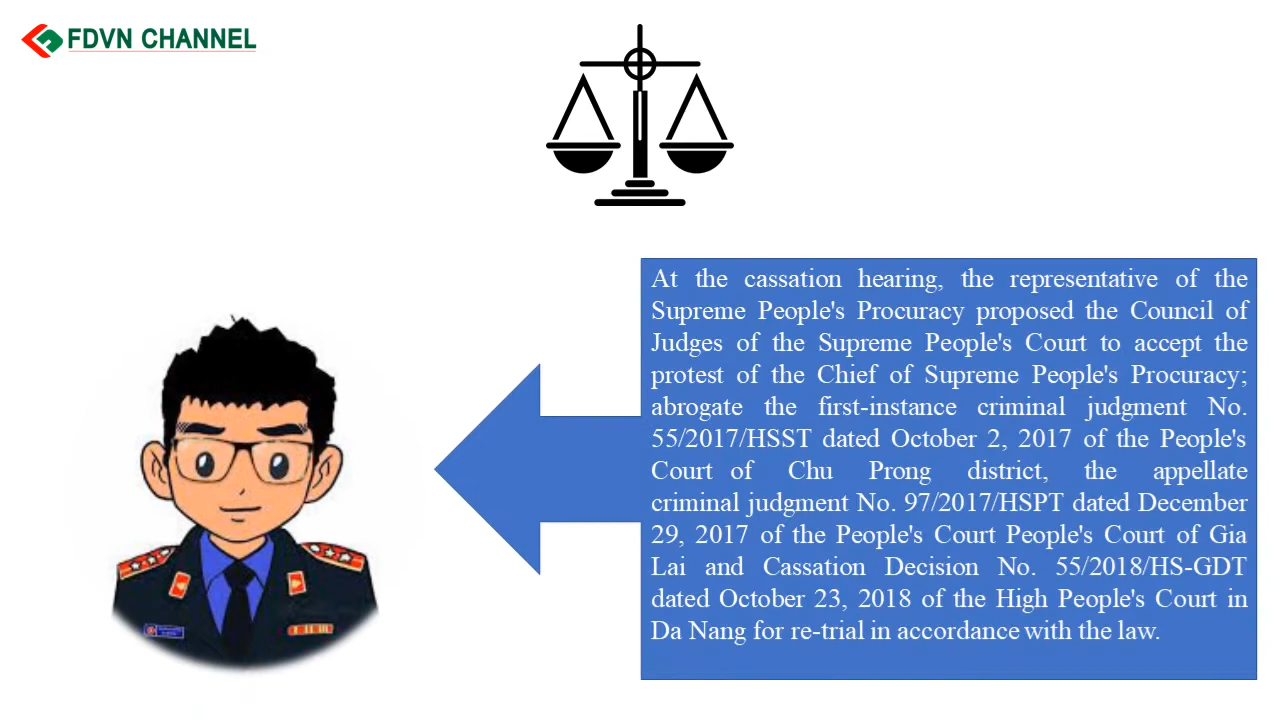 FDVN CHANNEL
At the cassation hearing, the representative of the
Supreme People's Procuracy proposed the Council of
Judges of the Supreme People's Court to accept the
protest of the Chief of Supreme People's Procuracy;
abrogate the first-instance criminal judgment No.
55/2017/HSST dated October 2, 2017 of the People's
Court of Chu Prong district, the appellate
criminal judgment No. 97/2017/HSPT dated December
29, 2017 of the People's Court People's Court of Gia
Lai and Cassation Decision No. 55/2018/HS-GDT
dated October 23, 2018 of the High People's Court in
Da Nang for re-trial in accordance with the law.